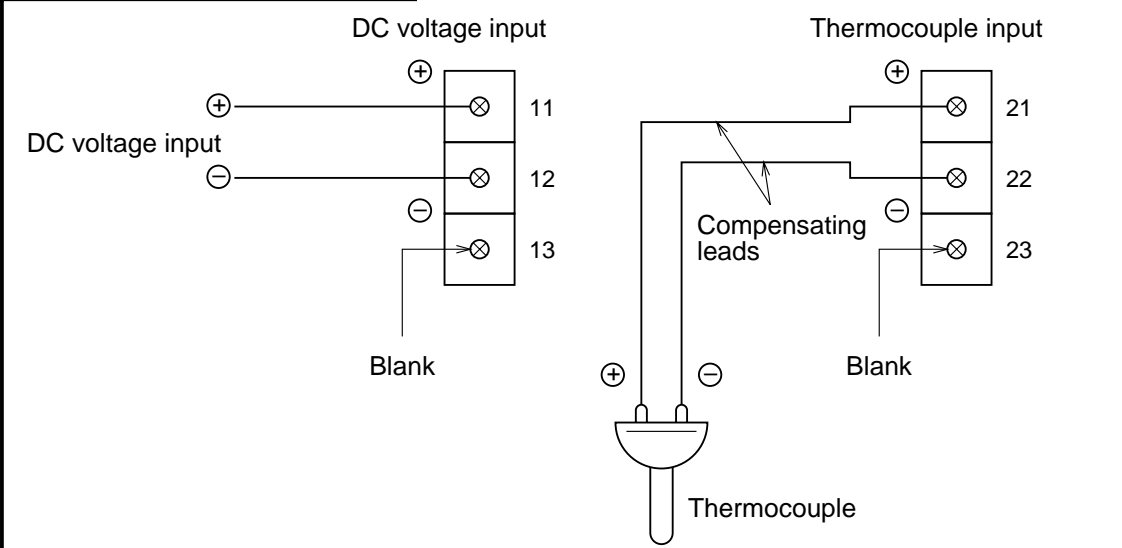 DC voltage input
Thermocouple input
⊕
⊕
⊕
11
21
DC voltage input
⊖
12
22
⊖
⊖
Compensating
leads
13
23
Blank
Blank
⊕
⊖
Thermocouple